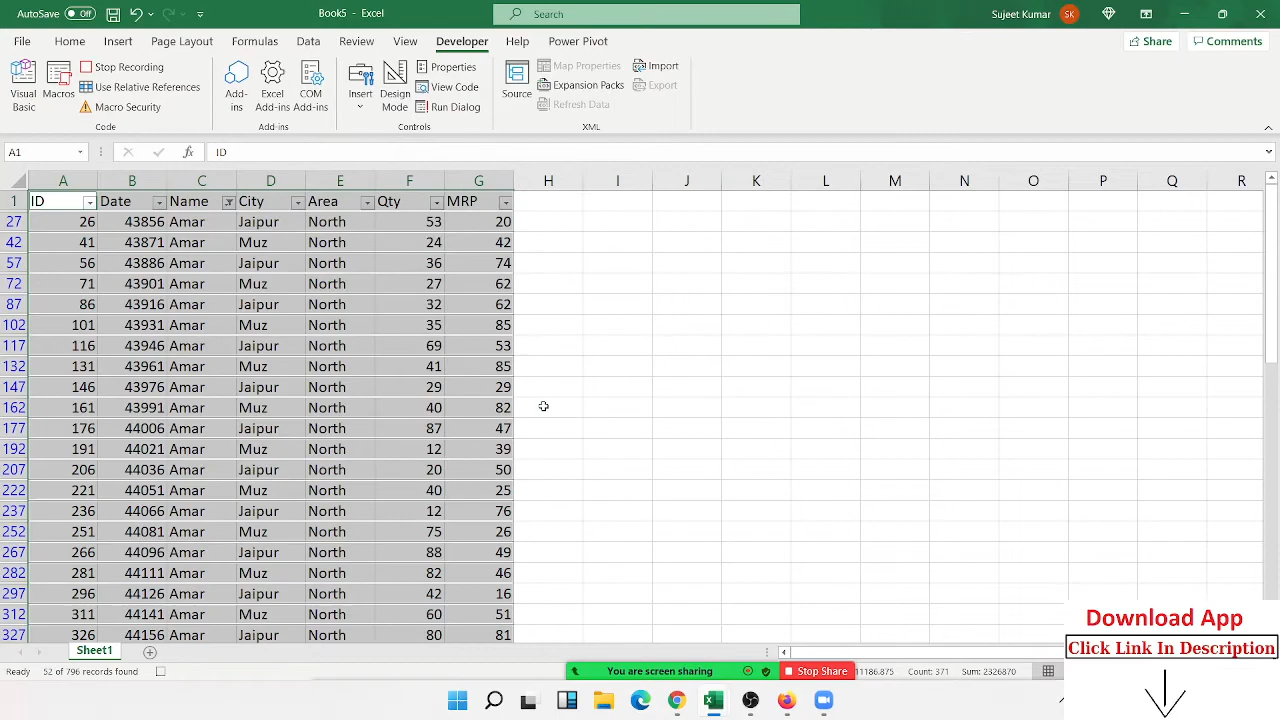 AutoSave Off Book5 - Excel Search Sujeet Kumar SK
File Home Insert Page Layout Formulas Data Review View Developer Help Power Pivot Share Comments
Visual Basic Macros Stop Recording Use Relative References Macro Security Code
Add-ins Excel Add-ins COM Add-ins Add-ins
Insert Design Mode Properties View Code Run Dialog Controls
Source Map Properties Expansion Packs Refresh Data Import Export XML
A1 fx ID
A B C D E F G H I J K L M N O P Q R
1 ID Date Name City Area Qty MRP
27 26 43856 Amar Jaipur North 53 20
42 41 43871 Amar Muz North 24 42
57 56 43886 Amar Jaipur North 36 74
72 71 43901 Amar Muz North 27 62
87 86 43916 Amar Jaipur North 32 62
102 101 43931 Amar Muz North 35 85
117 116 43946 Amar Jaipur North 69 53
132 131 43961 Amar Muz North 41 85
147 146 43976 Amar Jaipur North 29 29
162 161 43991 Amar Muz North 40 82
177 176 44006 Amar Jaipur North 87 47
192 191 44021 Amar Muz North 12 39
207 206 44036 Amar Jaipur North 20 50
222 221 44051 Amar Muz North 40 25
237 236 44066 Amar Jaipur North 12 76
252 251 44081 Amar Muz North 75 26
267 266 44096 Amar Jaipur North 88 49
282 281 44111 Amar Muz North 82 46
297 296 44126 Amar Jaipur North 42 16
312 311 44141 Amar Muz North 60 51
327 326 44156 Amar Jaipur North 80 81
Download App
Click Link In Description
Sheet1
Ready 52 of 796 records found You are screen sharing Stop Share 11186.875 Count: 371 Sum: 2326870